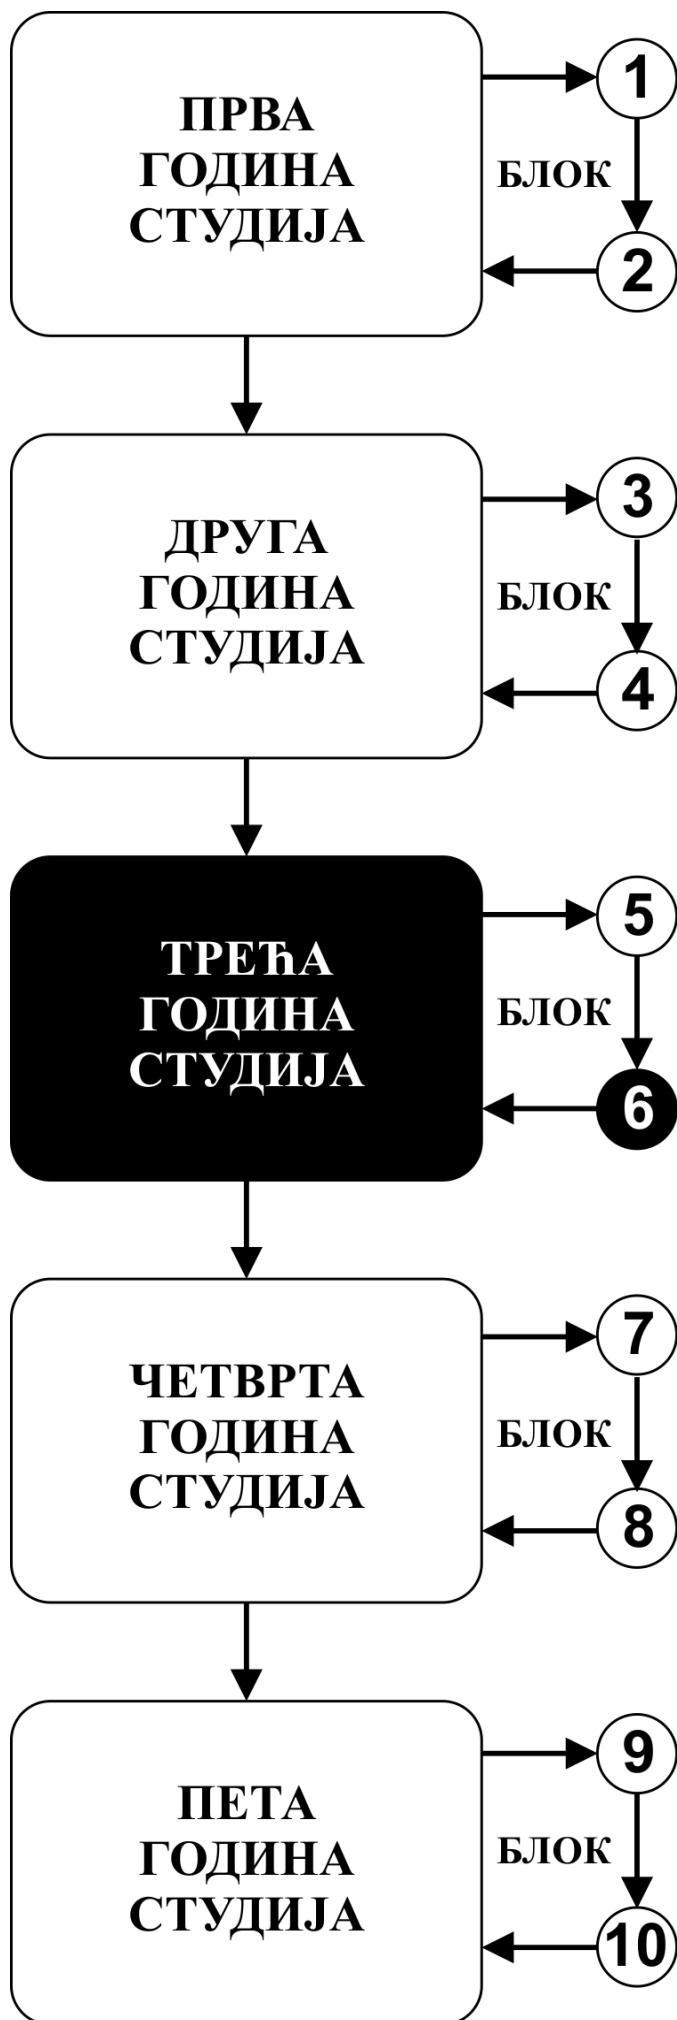 ПРВА
ГОДИНА
СТУДИЈА
1
БЛОК
2
ДРУГА
ГОДИНА
СТУДИЈА
3
БЛОК
4
ТРЕЋА
ГОДИНА
СТУДИЈА
5
БЛОК
6
ЧЕТВРТА
ГОДИНА
СТУДИЈА
7
БЛОК
8
ПЕТА
ГОДИНА
СТУДИЈА
9
БЛОК
10